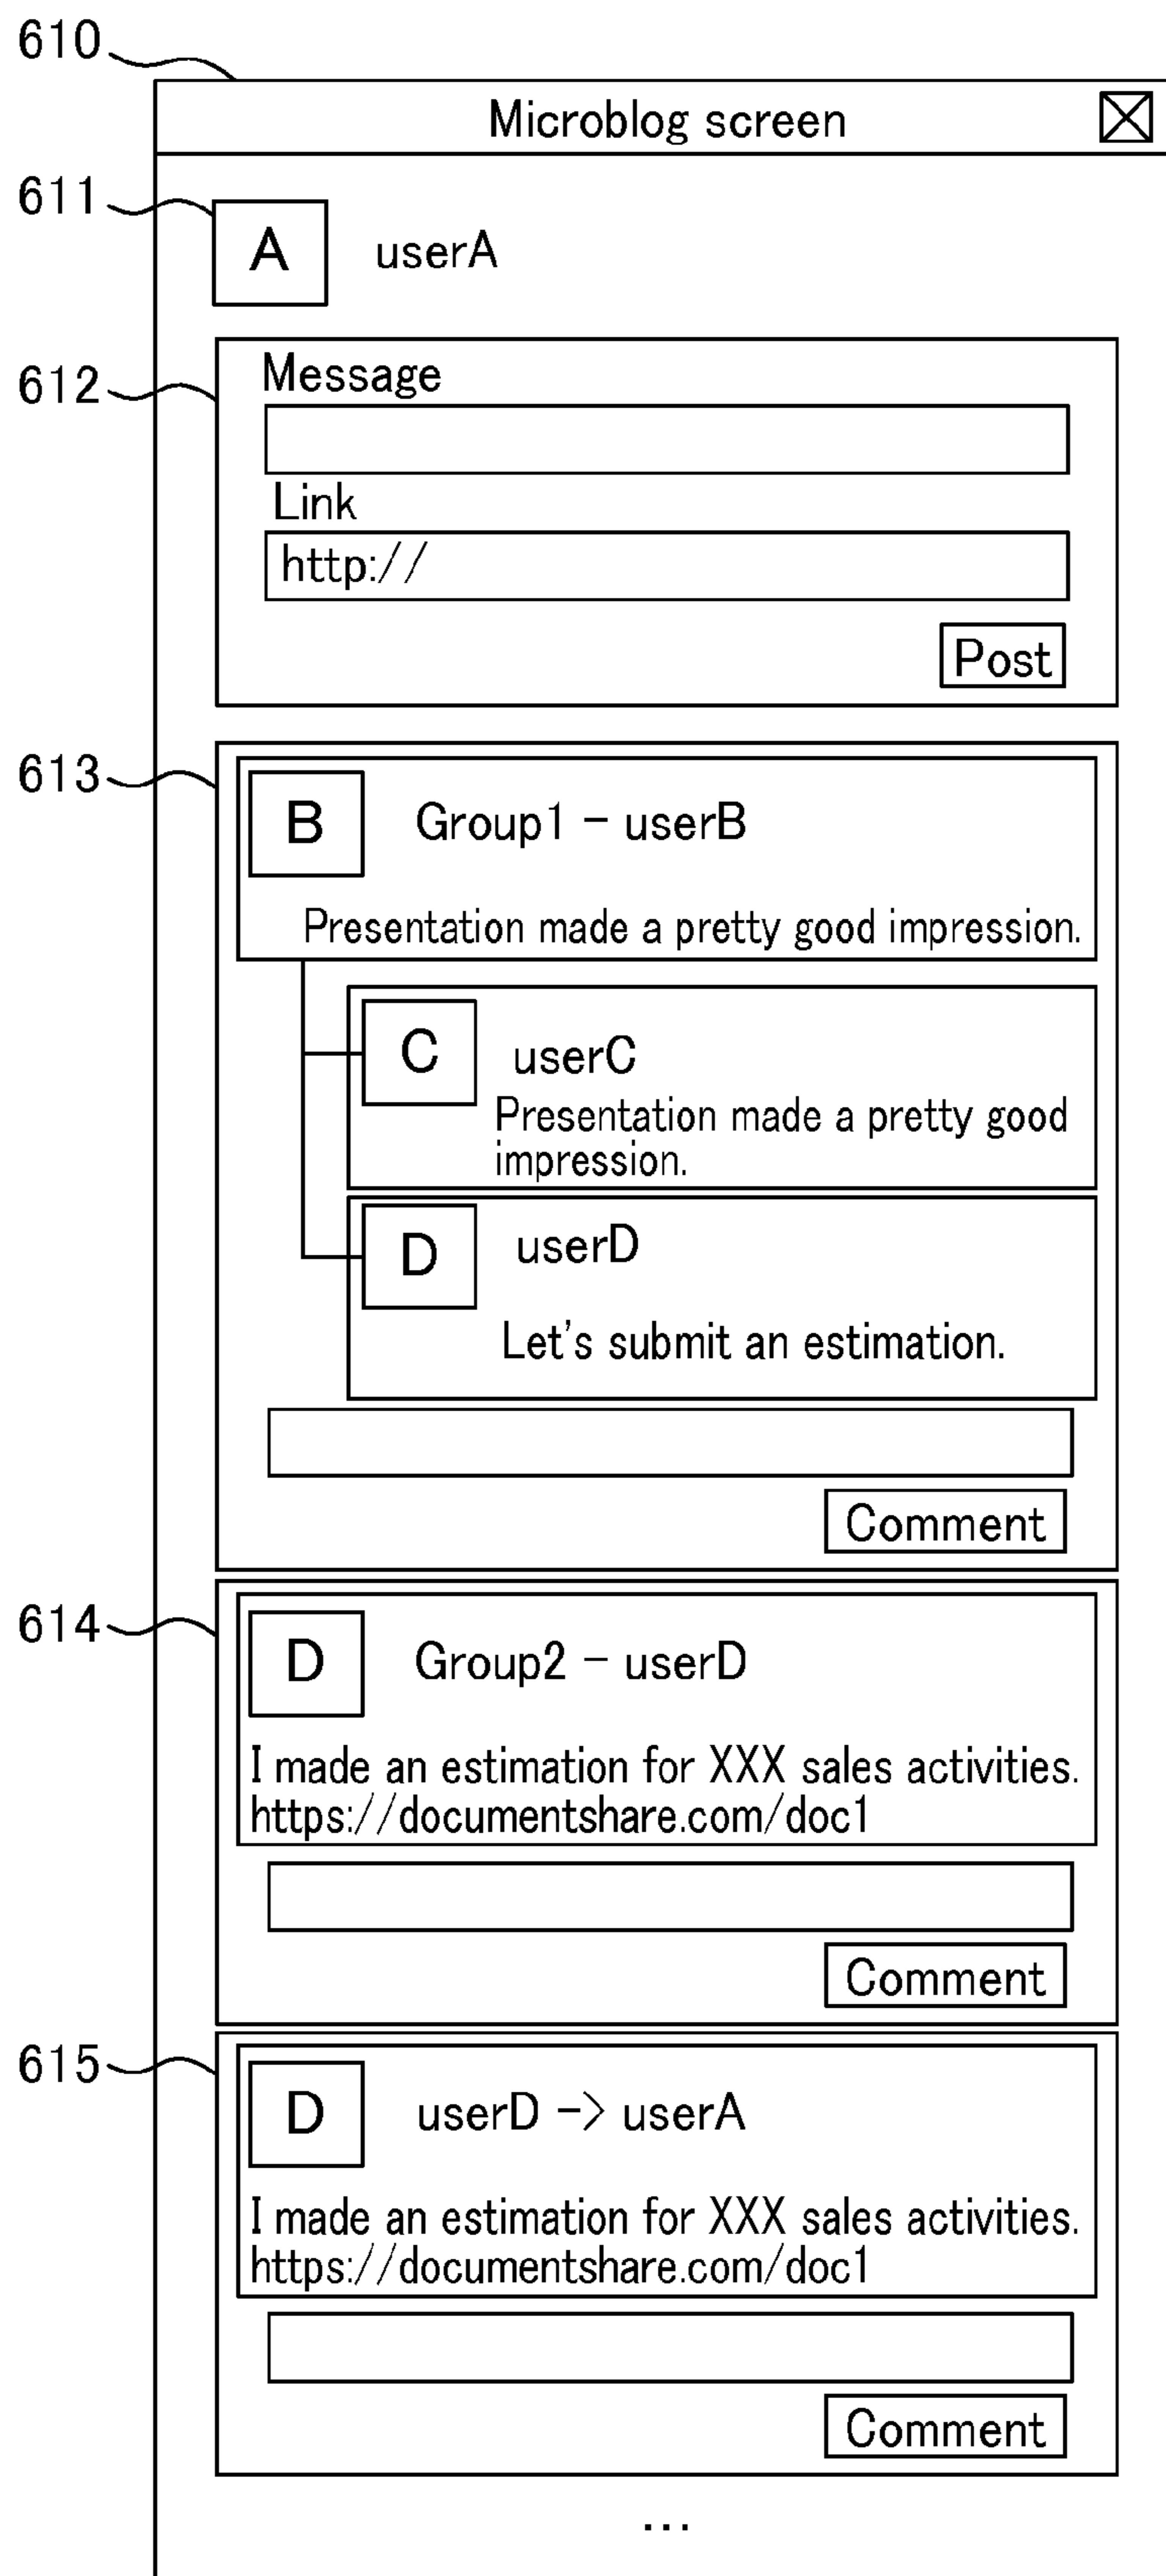 610
Microblog screen
611
A
userA
612
Message
Link
http://
Post
613
B
Group1 - userB
Presentation made a pretty good impression.
C
userC
Presentation made a pretty good
impression.
D
userD
Let's submit an estimation.
Comment
614
D
Group2 - userD
I made an estimation for XXX sales activities.
https://documentshare.com/doc1
Comment
615
D
userD -> userA
I made an estimation for XXX sales activities.
https://documentshare.com/doc1
Comment
...